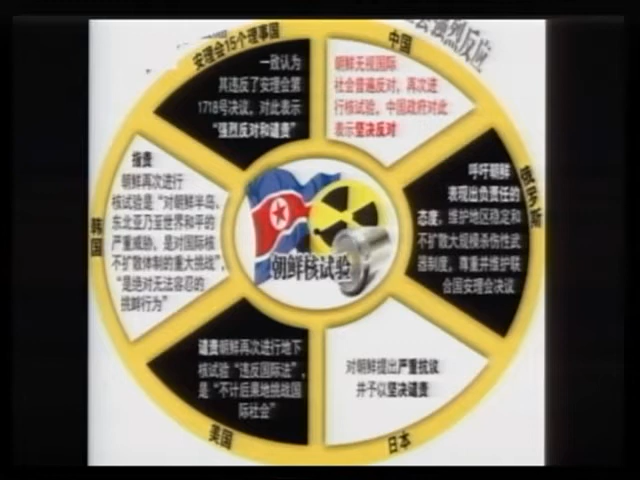 强烈反应
安理会15个理事国
一致认为
其违反了安理会第
1718号决议，对此表示
“强烈反对和谴责”
中国
朝鲜无视国际
社会普遍反对，再次进
行核试验，中国政府对此
表示坚决反对
俄罗斯
呼吁朝鲜
表现出负责任的
态度，维护地区稳定和
不扩散大规模杀伤性武
器制度，尊重并维护联
合国安理会决议
日本
对朝鲜提出严重抗议
并予以坚决谴责
美国
谴责朝鲜再次进行地下
核试验“违反国际法”，
是“不计后果地挑战国
际社会”
韩国
指责
朝鲜再次进行
核试验是“对朝鲜半岛、
东北亚乃至世界和平的
严重威胁，是对国际核
不扩散体制的重大挑战”，
“是绝对无法容忍的
挑衅行为”
朝鲜核试验